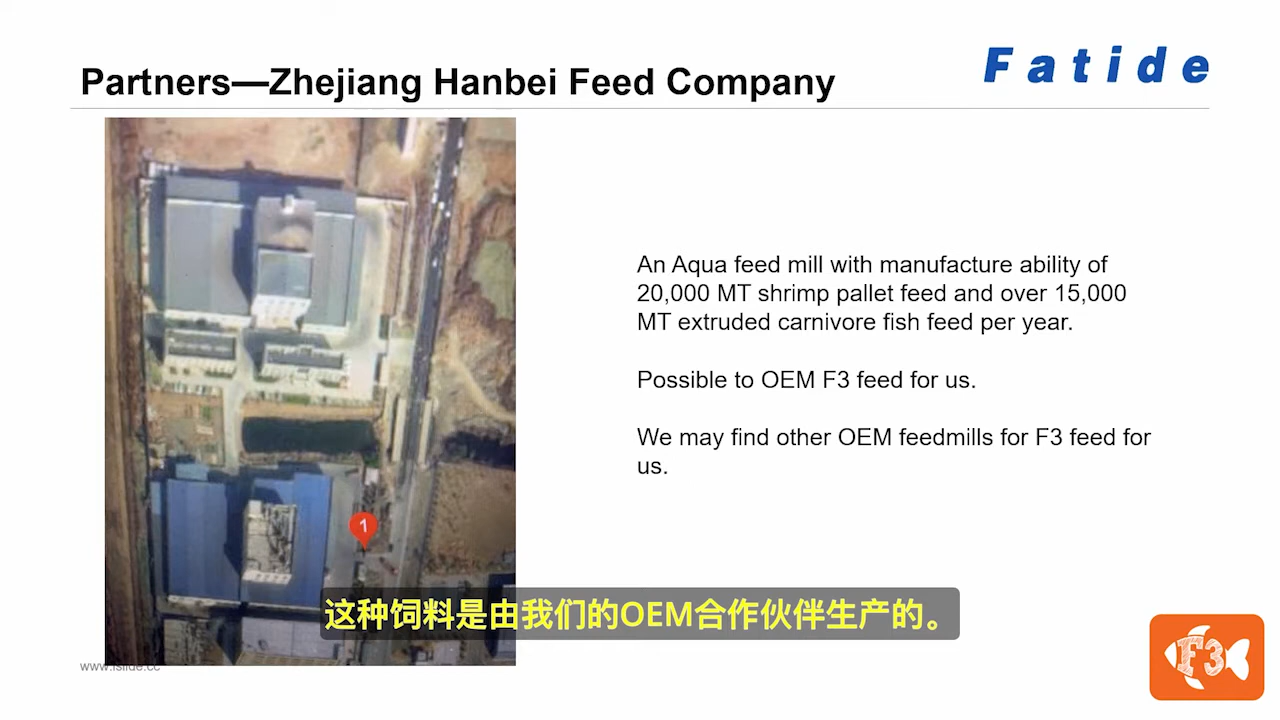 Partners—Zhejiang Hanbei Feed Company
Fatide
An Aqua feed mill with manufacture ability of
20,000 MT shrimp pallet feed and over 15,000
MT extruded carnivore fish feed per year.
Possible to OEM F3 feed for us.
We may find other OEM feedmills for F3 feed for
us.
1
这种饲料是由我们的OEM合作伙伴生产的。
www.islide.cc
F3